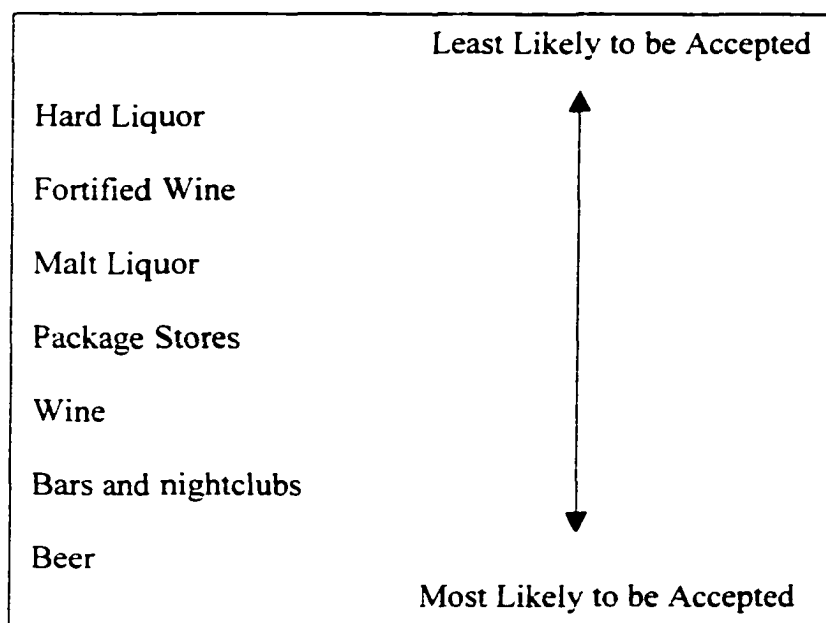 Least Likely to be Accepted
Hard Liquor
Fortified Wine
Malt Liquor
Package Stores
Wine
Bars and nightclubs
Beer
Most Likely to be Accepted